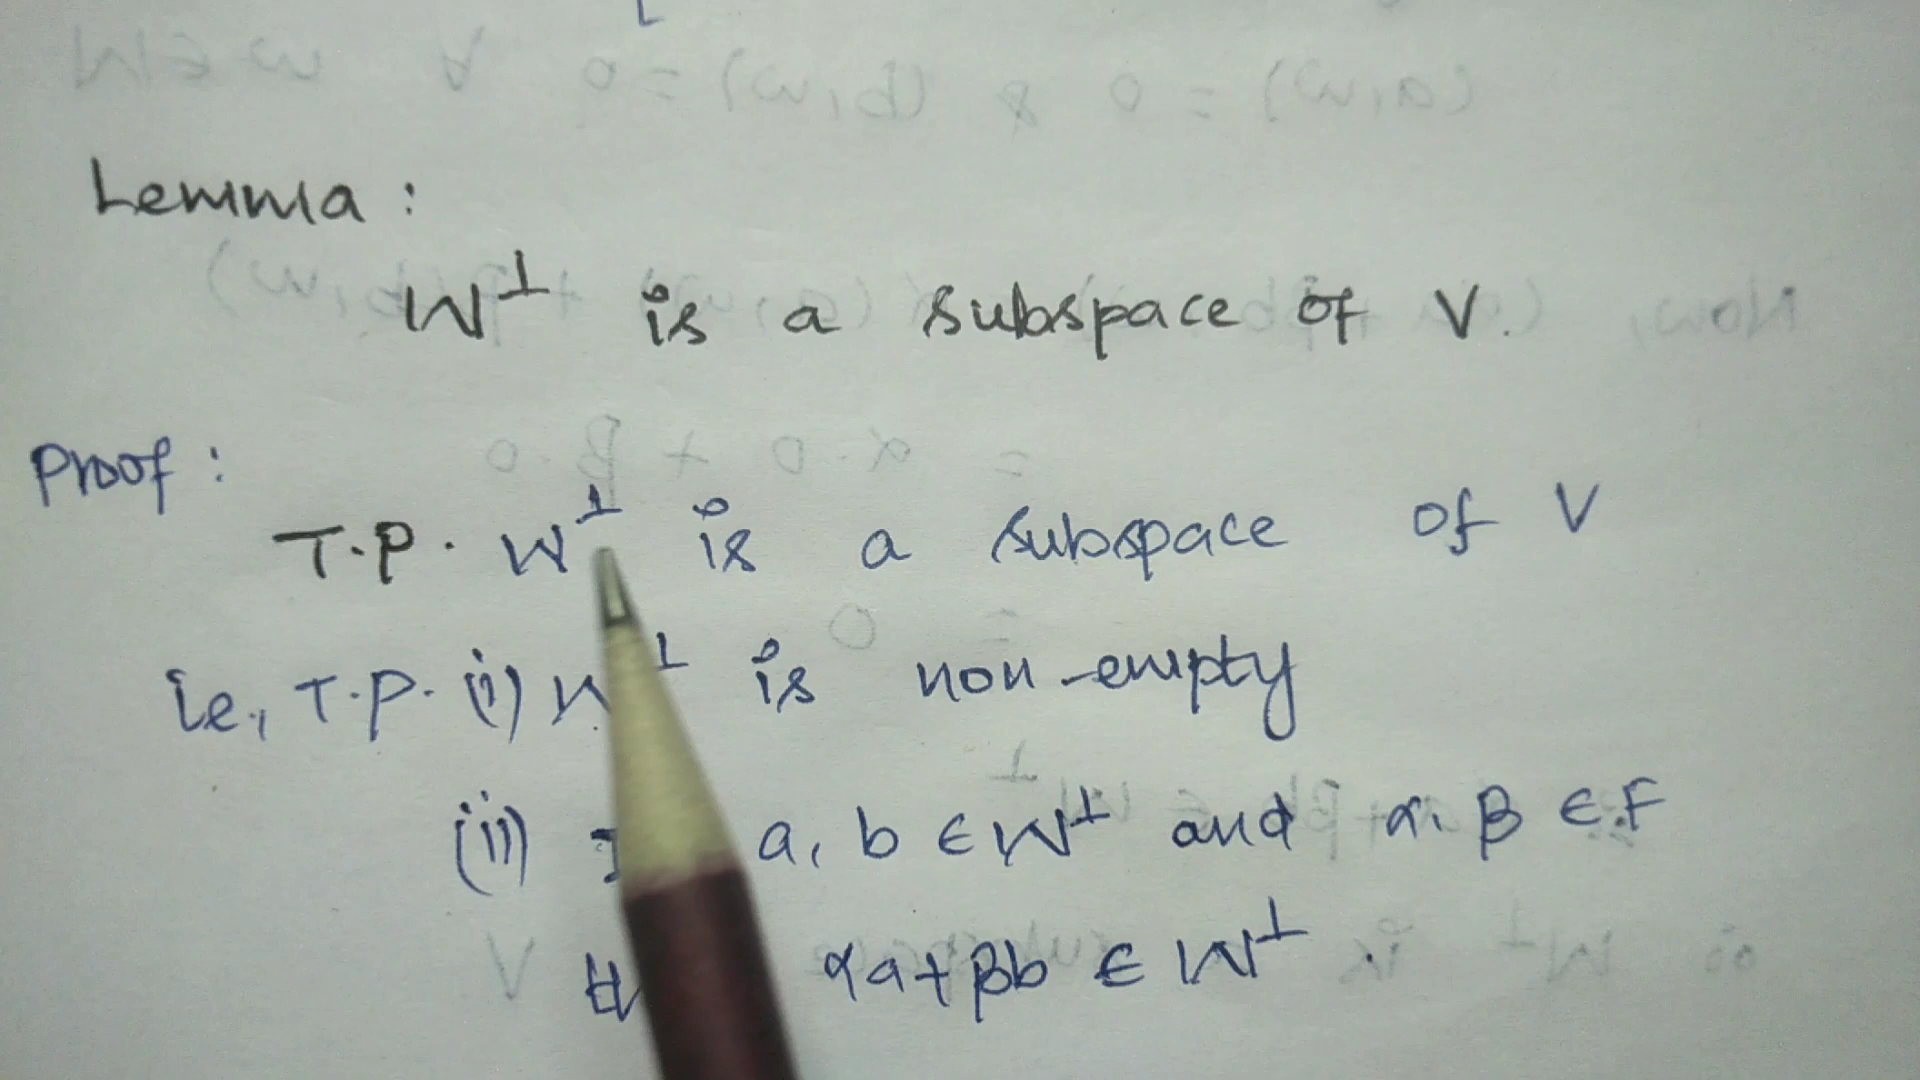 Lemma :
W⊥ is a subspace of V.
Proof :
T.P. W⊥ is a subspace of V
ie., T.P. (i) W⊥ is non-empty
(ii) a, b ∈ W⊥ and α, β ∈ F
αa+βb ∈ W⊥.